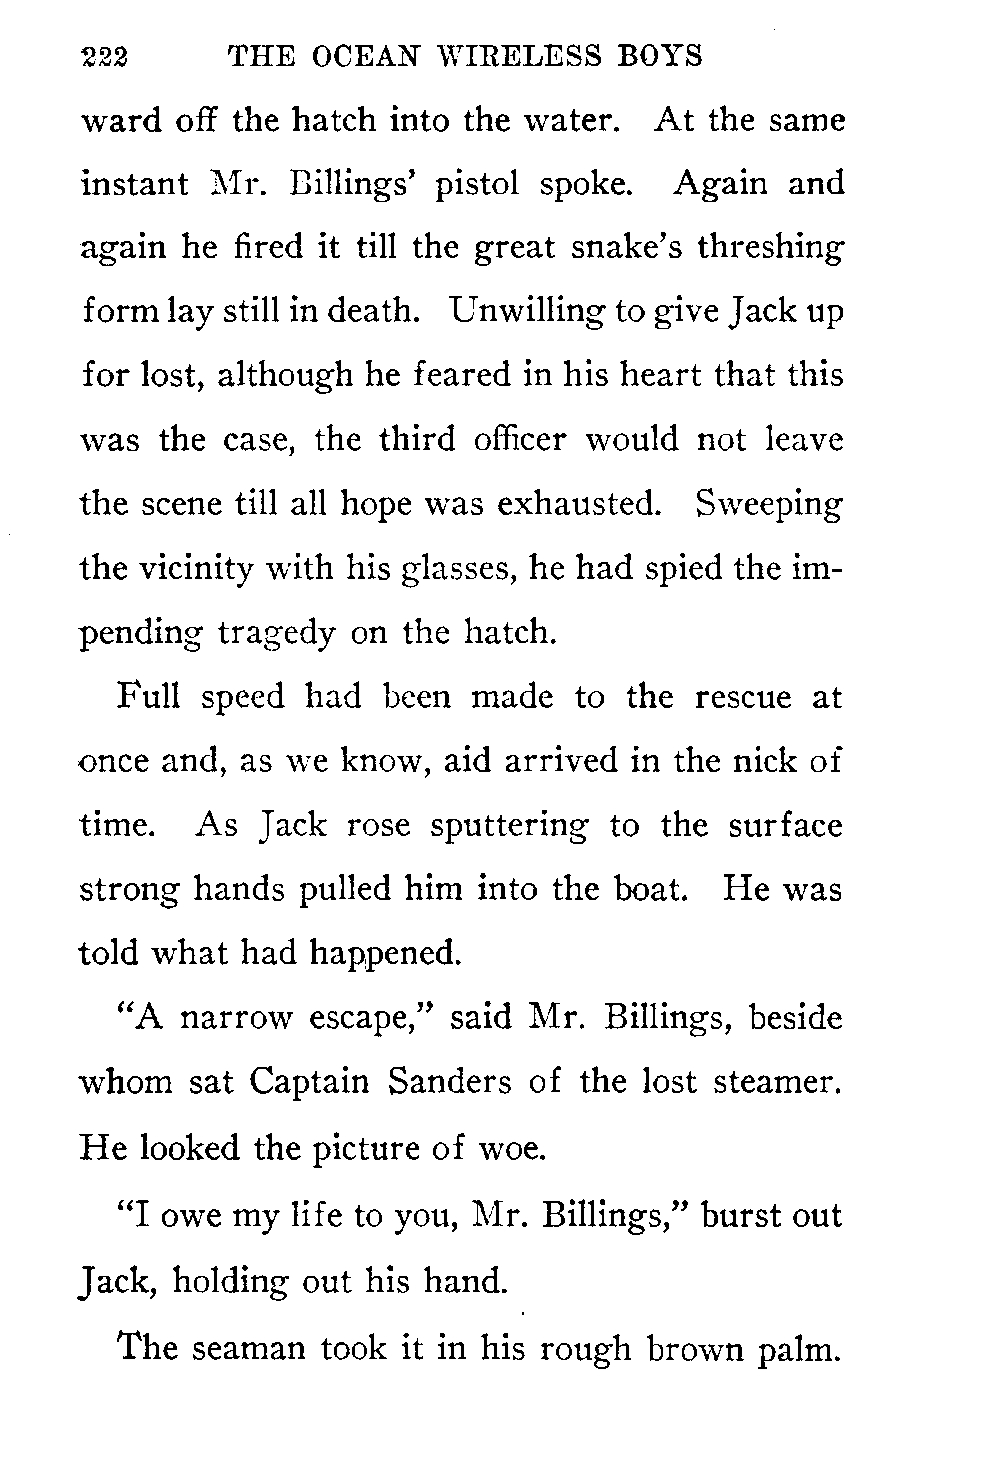 222 THE OCEAN WIRELESS BOYS
ward off the hatch into the water. At the same
instant Mr. Billings' pistol spoke. Again and
again he fired it till the great snake's threshing
form lay still in death. Unwilling to give Jack up
for lost, although he feared in his heart that this
was the case, the third officer would not leave
the scene till all hope was exhausted. Sweeping
the vicinity with his glasses, he had spied the im-
pending tragedy on the hatch.
Full speed had been made to the rescue at
once and, as we know, aid arrived in the nick of
time. As Jack rose sputtering to the surface
strong hands pulled him into the boat. He was
told what had happened.
"A narrow escape," said Mr. Billings, beside
whom sat Captain Sanders of the lost steamer.
He looked the picture of woe.
"I owe my life to you, Mr. Billings," burst out
Jack, holding out his hand.
The seaman took it in his rough brown palm.